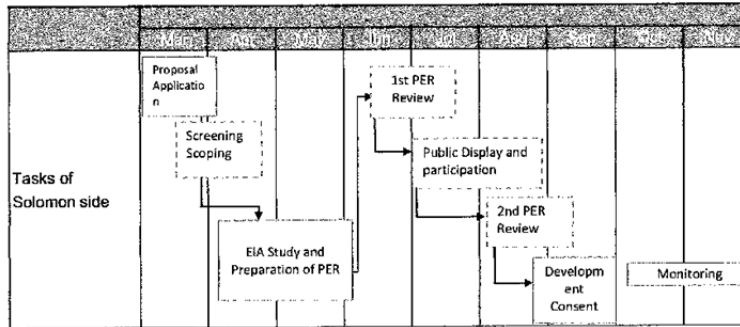 Mar Apr May Jun Jul Aug Sep Oct Nov
Proposal
Applicatio
n
1st PER
Review
Screening
Scoping
Public Display and
participation
Tasks of
Solomon side
2nd PER
Review
EIA Study and
Preparation of PER
Developm
ent
Consent
Monitoring